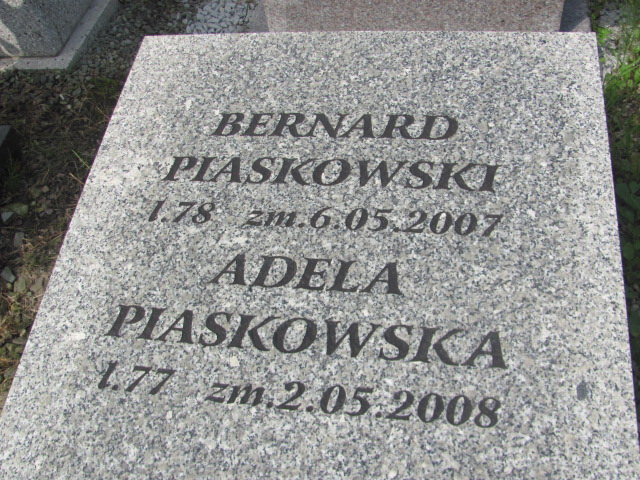 BERNARD
PIASKOWSKI
l.78 zm.6.05.2007
ADELA
PIASKOWSKA
l.77 zm.2.05.2008